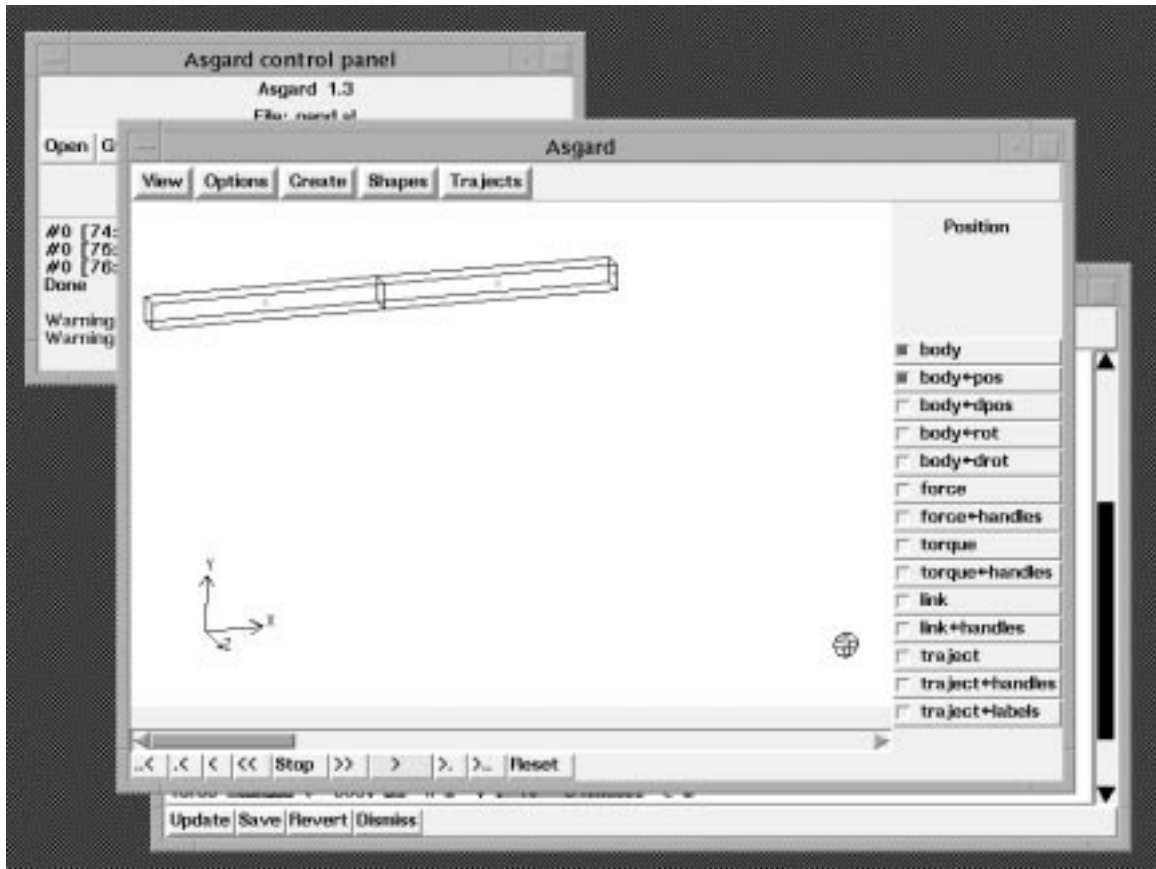 Asgard control panel
Asgard 1.3
Open
#0 [74:
#0 [76:
Done
Warning
Warning
Asgard
View Options Create Shapes Trajects
Position
body
body+pos
body+dpos
body+rot
body+drot
force
force+handles
torque
torque+handles
link
link+handles
traject
traject+handles
traject+labels
Y
X
Z
..< .< < << Stop >> > >. >.. Reset
Update Save Revert Dismiss